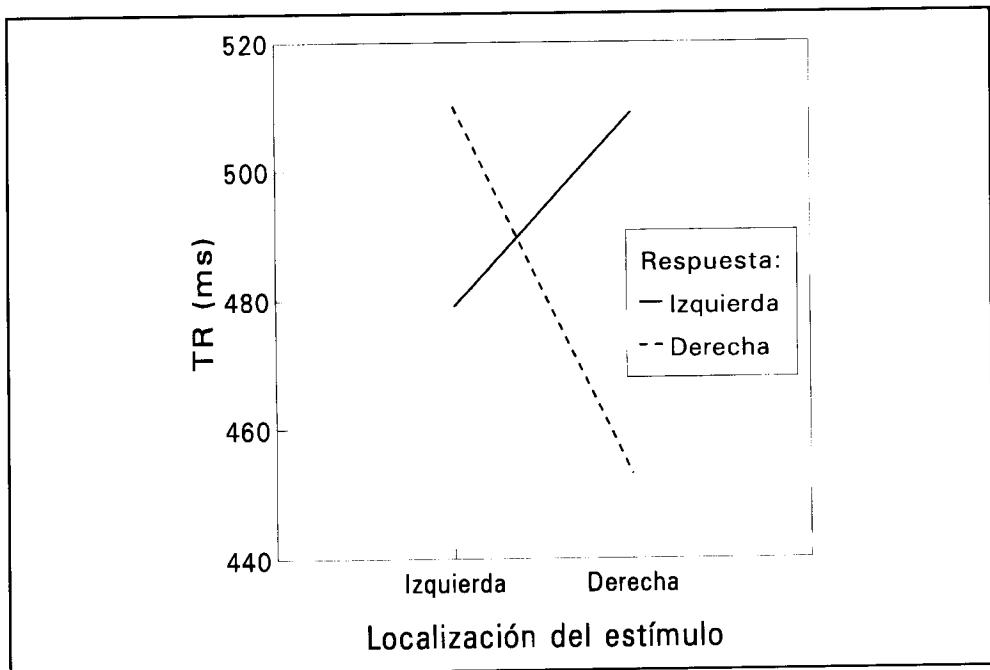 520
500
480
460
440
TR (ms)
Respuesta:
Izquierda
Derecha
Izquierda
Derecha
Localización del estímulo